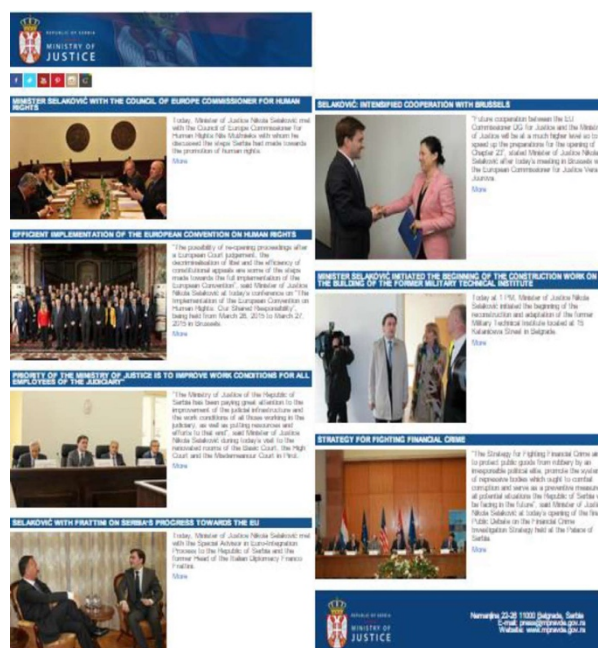 REPUBLIC OF SERBIA
MINISTRY OF
JUSTICE
MINISTER SELAKOVIĆ WITH THE COUNCIL OF EUROPE COMMISSIONER FOR HUMAN
RIGHTS
Today, Minister of Justice Nikola Selaković met
with the Council of Europe Commissioner for
Human Rights Nils Muižnieks with whom he
discussed the steps Serbia had made towards
the promotion of human rights.
More
EFFICIENT IMPLEMENTATION OF THE EUROPEAN CONVENTION ON HUMAN RIGHTS
"The possibility of re-opening proceedings after
a European Court judgement, the
decriminalisation of libel and the efficiency of
constitutional appeals are some of the steps
made towards the full implementation of the
European Convention", said Minister of Justice
Nikola Selaković at today's conference on "The
Implementation of the European Convention on
Human Rights: Our Shared Responsibility",
being held from March 26, 2015 to March 27,
2015 in Brussels.
More
PRIORITY OF THE MINISTRY OF JUSTICE IS TO IMPROVE WORK CONDITIONS FOR ALL
EMPLOYEES OF THE JUDICIARY"
"The Ministry of Justice of the Republic of
Serbia has been paying great attention to the
improvement of the judicial infrastructure and
the work conditions of all those working in the
judiciary, as well as putting resources and
efforts to that end", said Minister of Justice
Nikola Selaković during today's visit to the
renovated rooms of the Basic Court, the High
Court and the Misdemeanour Court in Pirot.
More
SELAKOVIĆ WITH FRATTINI ON SERBIA'S PROGRESS TOWARDS THE EU
Today, Minister of Justice Nikola Selaković met
with the Special Advisor in Euro-Integration
Process to the Republic of Serbia and the
former Head of the Italian Diplomacy Franco
Frattini.
More
SELAKOVIĆ: INTENSIFIED COOPERATION WITH BRUSSELS
"Future cooperation between the EU
Commissioner DG for Justice and the
of Justice will be at a much higher level so to
speed up the preparations for the opening of
Chapter 23", stated Minister of Justice Nikola
Selaković after today's meeting in Brussels
the European Commissioner for Justice
Jourova.
More
MINISTER SELAKOVIĆ INITIATED THE BEGINNING OF THE CONSTRUCTION WORK ON
THE BUILDING OF THE FORMER MILITARY TECHNICAL INSTITUTE
Today at 1 PM, Minister of Justice Nikola
Selaković initiated the beginning of the
reconstruction and adaptation of the former
Military Technical Institute located at 15
Katanićeva Street in Belgrade.
More
STRATEGY FOR FIGHTING FINANCIAL CRIME
"The Strategy for Fighting Financial Crime
to protect public goods from robbery by an
irresponsible political elite, promote the
of repressive bodies which ought to combat
corruption and serve as a preventive
at potential situations the Republic of Serbia
be facing in the future", said Minister of
Nikola Selaković at today's opening of the
Public Debate on the Financial Crime
Investigation Strategy held at the Palace of
Serbia.
More
REPUBLIC OF SERBIA
MINISTRY OF
JUSTICE
Nemanjina 22-26 11000 Belgrade, Serbia
E-mail: press@mpravde.gov.rs
Website: www.mpravde.gov.rs